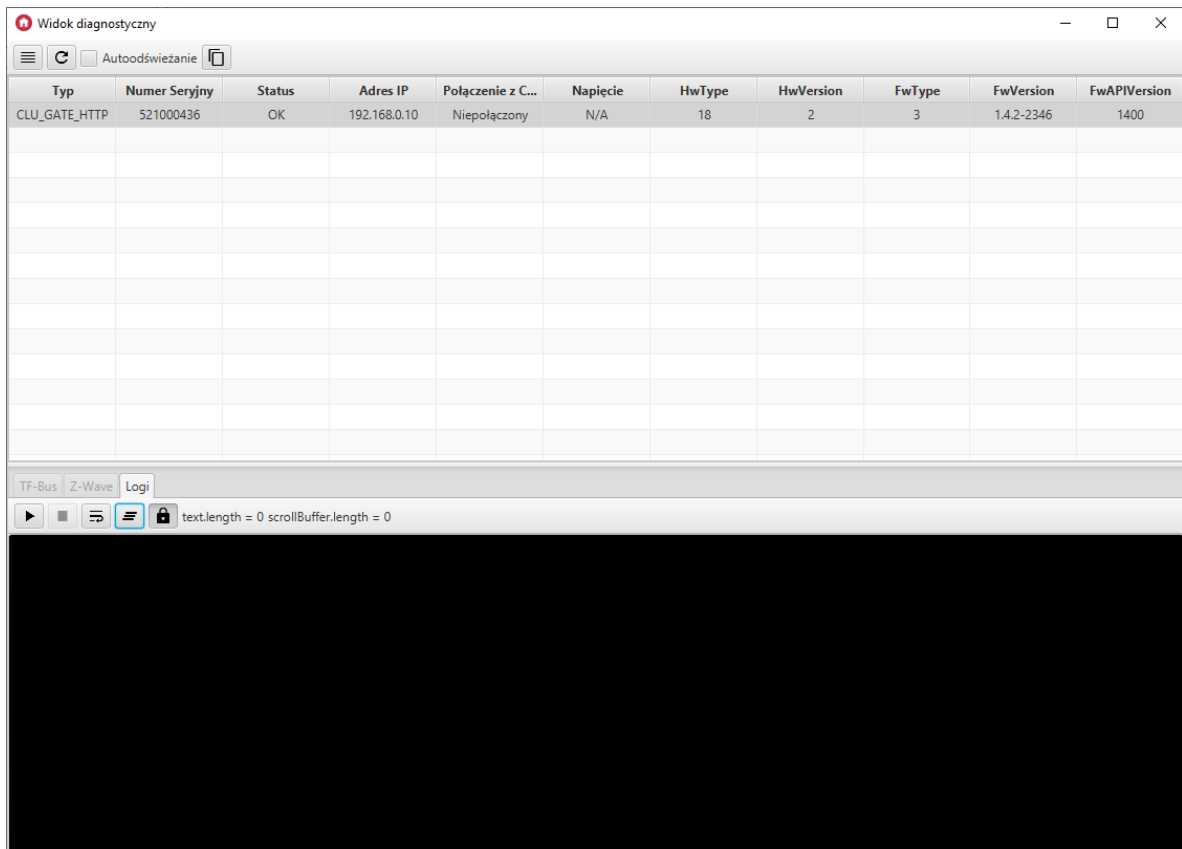 Widok diagnostyczny
Autoodświeżanie
Typ Numer Seryjny Status Adres IP Połączenie z C... Napięcie HwType HwVersion FwType FwVersion FwAPIVersion
CLU_GATE_HTTP 521000436 OK 192.168.0.10 Niepołączony N/A 18 2 3 1.4.2-2346 1400
TF-Bus Z-Wave Logi
text.length = 0 scrollBuffer.length = 0